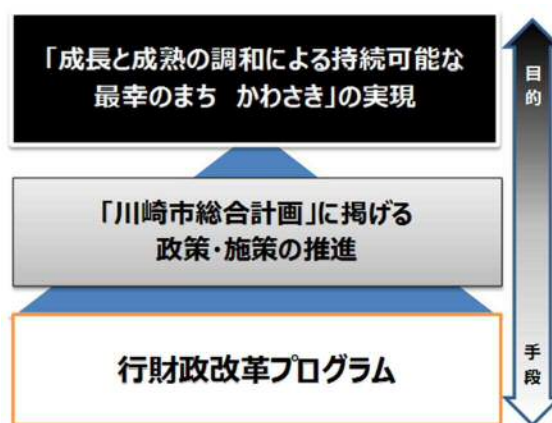 「成長と成熟の調和による持続可能な
最幸のまち　かわさき」の実現
「川崎市総合計画」に掲げる
政策・施策の推進
行財政改革プログラム
目的
手段